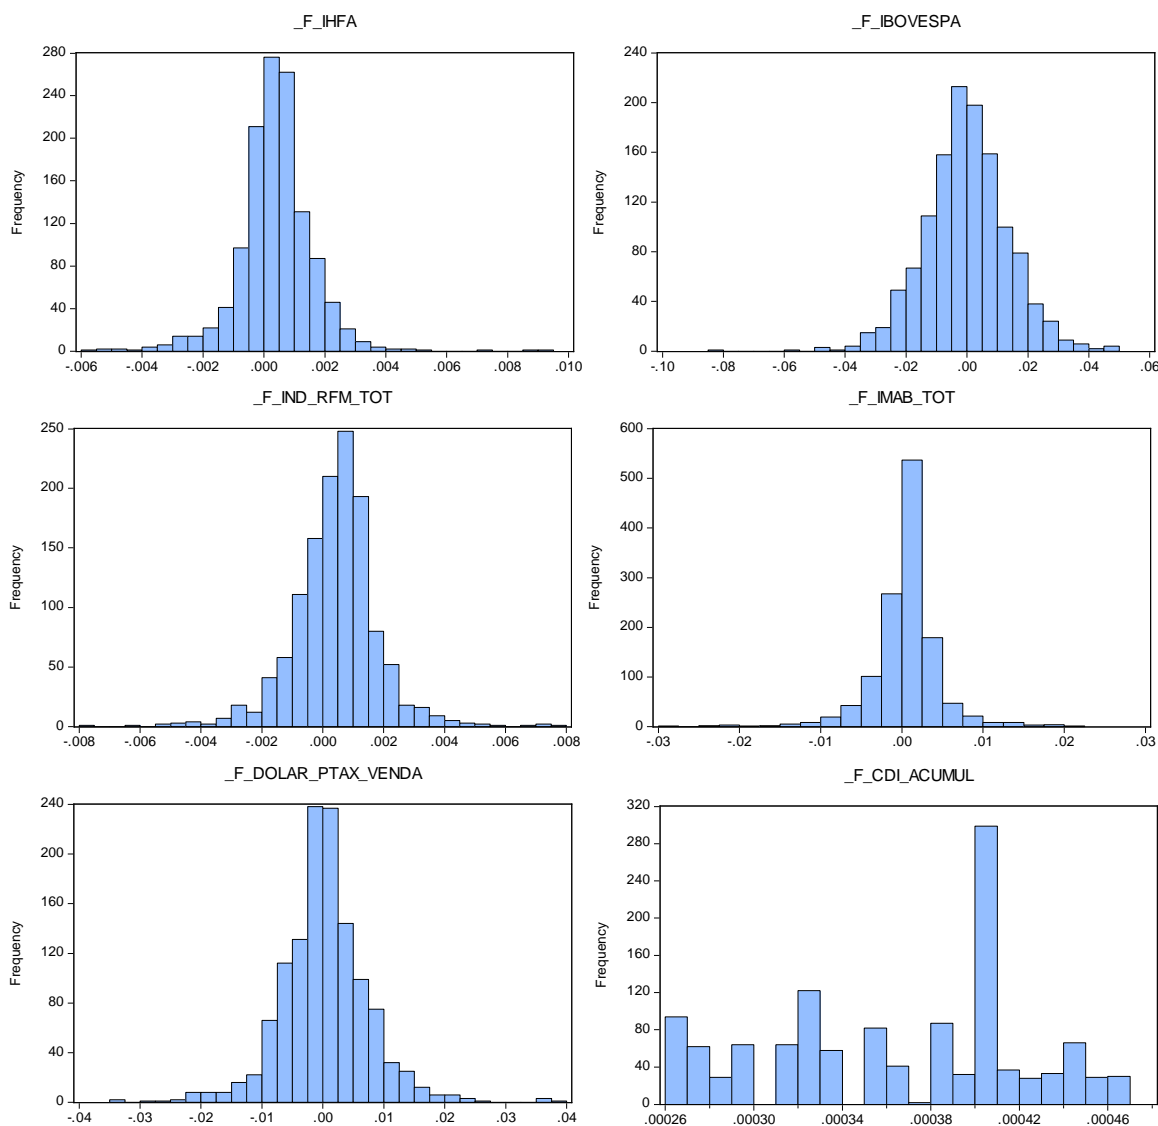 _F_IHFA
280
240
200
160
120
80
40
0
Frequency
-.006 -.004 -.002 .000 .002 .004 .006 .008 .010
_F_IBOVESPA
240
200
160
120
80
40
0
Frequency
-.10 -.08 -.06 -.04 -.02 .00 .02 .04 .06
_F_IND_RFM_TOT
250
200
150
100
50
0
Frequency
-.008 -.006 -.004 -.002 .000 .002 .004 .006 .008
_F_IMAB_TOT
600
500
400
300
200
100
0
Frequency
-.03 -.02 -.01 .00 .01 .02 .03
_F_DOLAR_PTAX_VENDA
240
200
160
120
80
40
0
Frequency
-.04 -.03 -.02 -.01 .00 .01 .02 .03 .04
_F_CDI_ACUMUL
320
280
240
200
160
120
80
40
0
Frequency
.00026 .00030 .00034 .00038 .00042 .00046